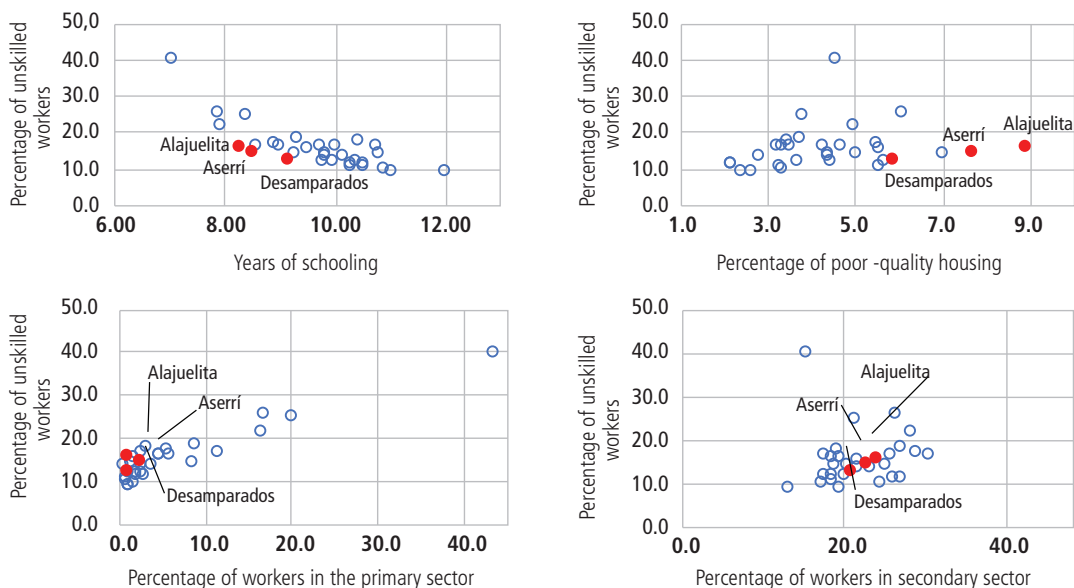 Percentage of unskilled
workers
50,0
40.0
30.0
20.0
10.0
0.0
Alajuelita
Aserrí
Desamparados
6.00 8.00 10.00 12.00
Years of schooling
Percentage of unskilled
workers
50.0
40.0
30.0
20.0
10.0
0.0
Aserrí
Alajuelita
Desamparados
1.0 3.0 5.0 7.0 9.0
Percentage of poor -quality housing
Percentage of unskilled
workers
50.0
40.0
30.0
20.0
10.0
0.0
Alajuelita
Aserrí
Desamparados
0.0 10.0 20.0 30.0 40.0
Percentage of workers in the primary sector
Percentage of unskilled
workers
50.0
40.0
30.0
20.0
10.0
0.0
Alajuelita
Aserrí
Desamparados
0.0 20.0 40.0
Percentage of workers in secondary sector